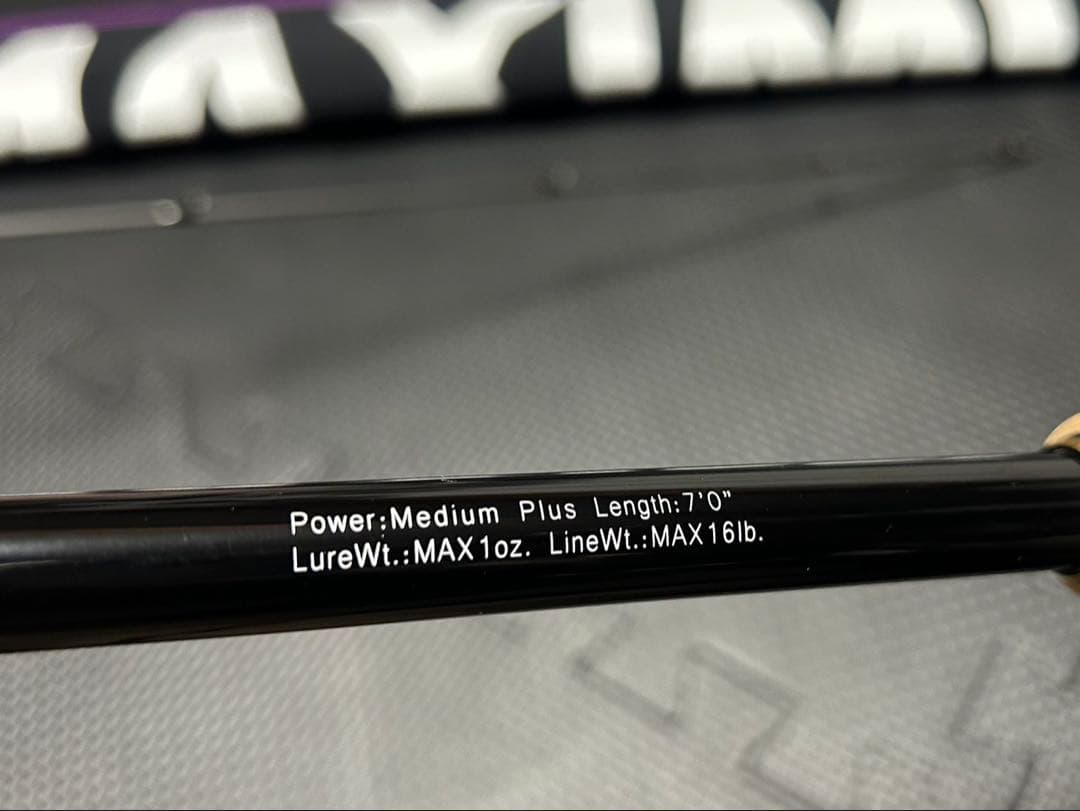 Power:Medium Plus Length:7'0"
LureWt.:MAX1oz. LineWt.:MAX16lb.